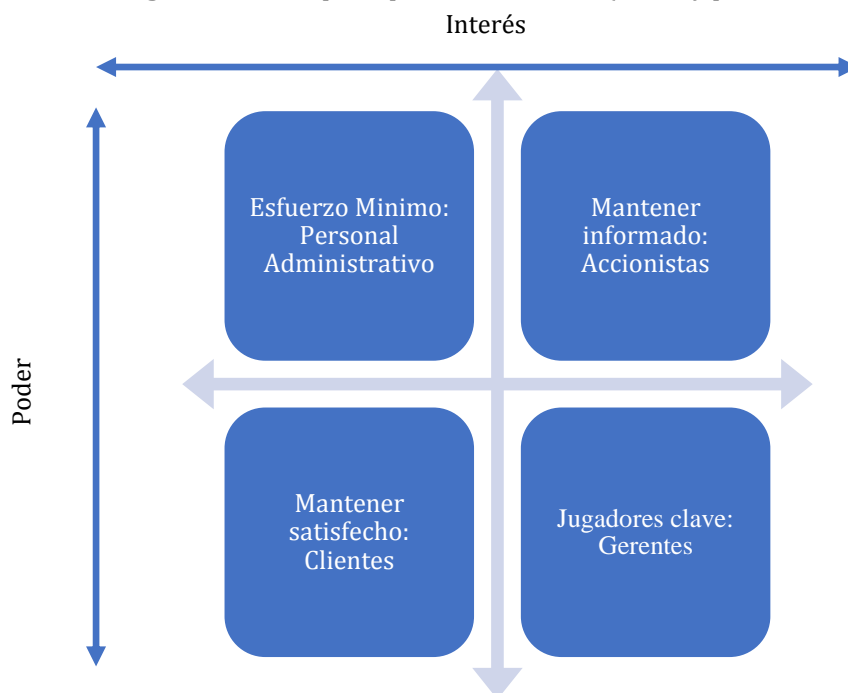 Interés
Esfuerzo Minimo:
Personal
Administrativo
Mantener
informado:
Accionistas
Poder
Mantener
satisfecho:
Clientes
Jugadores clave:
Gerentes